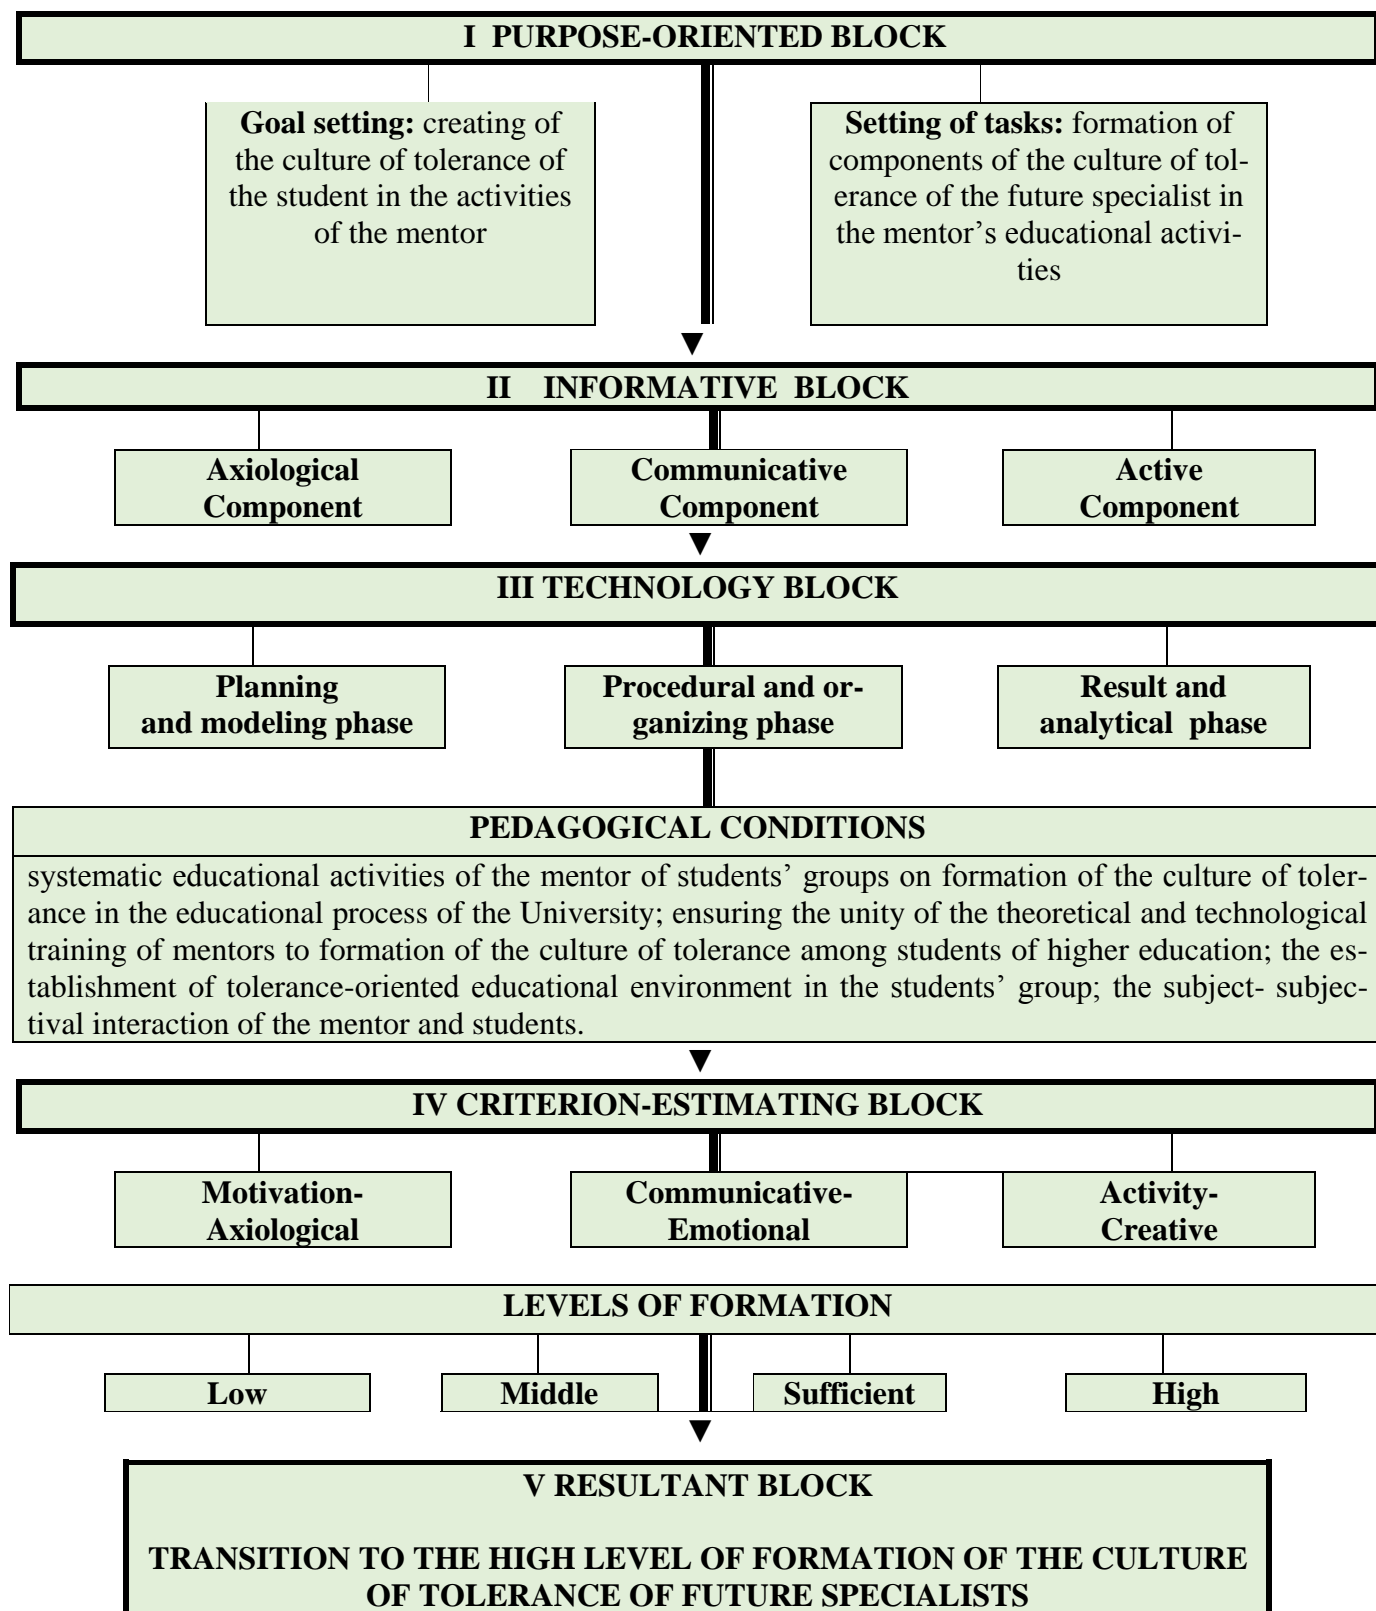 I PURPOSE-ORIENTED BLOCK
Goal setting: creating of
the culture of tolerance of
the student in the activities
of the mentor
Setting of tasks: formation of
components of the culture of tol-
erance of the future specialist in
the mentor’s educational activi-
ties
II INFORMATIVE BLOCK
Axiological
Component
Communicative
Component
Active
Component
III TECHNOLOGY BLOCK
Planning
and modeling phase
Procedural and or-
ganizing phase
Result and
analytical phase
PEDAGOGICAL CONDITIONS
systematic educational activities of the mentor of students’ groups on formation of the culture of toler-
ance in the educational process of the University; ensuring the unity of the theoretical and technological
training of mentors to formation of the culture of tolerance among students of higher education; the es-
tablishment of tolerance-oriented educational environment in the students’ group; the subject- subjec-
tival interaction of the mentor and students.
IV CRITERION-ESTIMATING BLOCK
Motivation-
Axiological
Communicative-
Emotional
Activity-
Creative
LEVELS OF FORMATION
Low
Middle
Sufficient
High
V RESULTANT BLOCK
TRANSITION TO THE HIGH LEVEL OF FORMATION OF THE CULTURE
OF TOLERANCE OF FUTURE SPECIALISTS